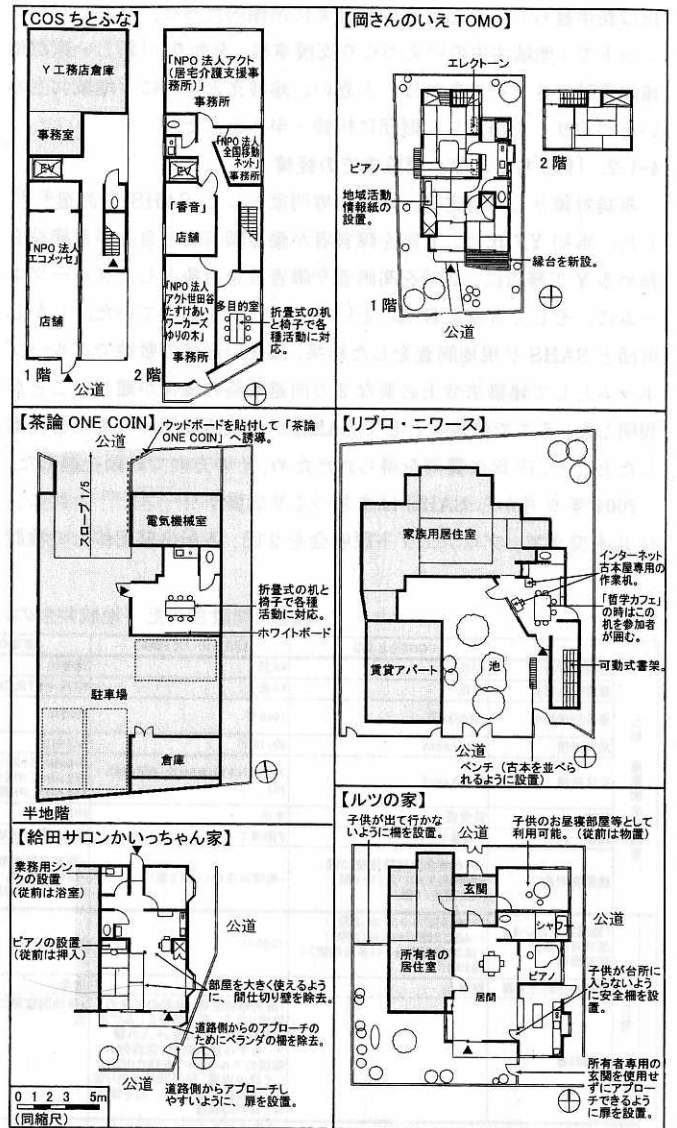 【COSちとふな】
Y工務店倉庫
事務室
EV
「NPO法人
エコメッセ」
店舗
1階
公道
「NPO法人アクト
(居宅介護支援事
務所)」
事務所
「NPO法人
全国移動
ネット」
事務所
EV
「番音」
店舗
「NPO法人
アクト世田谷
たすけあい
ワーカーズ
ゆりの木」
事務所
多目的室
折畳式の机
と椅子で各
種活動に対
応。
2階
【岡さんのいえ TOMO】
エレクトーン
ピアノ
地域活動
情報紙の
設置。
2階
縁台を新設。
1階
公道
【茶論 ONE COIN】
公道
ウッドボードを貼付して「茶論
ONE COIN」へ誘導。
スロープ 1/5
電気機械室
折畳式の机と
椅子で各種
活動に対応。
ホワイトボード
駐車場
倉庫
半地階
【リブロ・ニワース】
家族用居住室
インターネット
古本屋専用の
作業机。
「哲学カフェ」
の時はこの
机を参加者
が囲む。
賃貸アパート
池
可動式書架。
公道
ベンチ(古本を並べら
れるように設置)
【給田サロンかいっちゃん家】
業務用シン
クの設置
(従前は浴室)
公道
ピアノの設置
(従前は押入)
部屋を大きく使えるよう
に、間仕切り壁を除去。
道路側からのアプローチの
ためにベランダの柵を除去。
公道
道路側からアプローチし
やすいように、扉を設置。
0 1 2 3 5m
(同縮尺)
【ルツの家】
子供が出て行かな
いように柵を設置。
子供のお昼寝部屋等として
利用可能。(従前は物置)
公道
玄関
シャワ
公道
所有者の
居住室
居間
ピアノ
子供が台所に
入らないよう
に安全柵を設
置。
公道
所有者専用の
玄関を使用せ
ずにアプロー
チできるよう
に扉を設置。